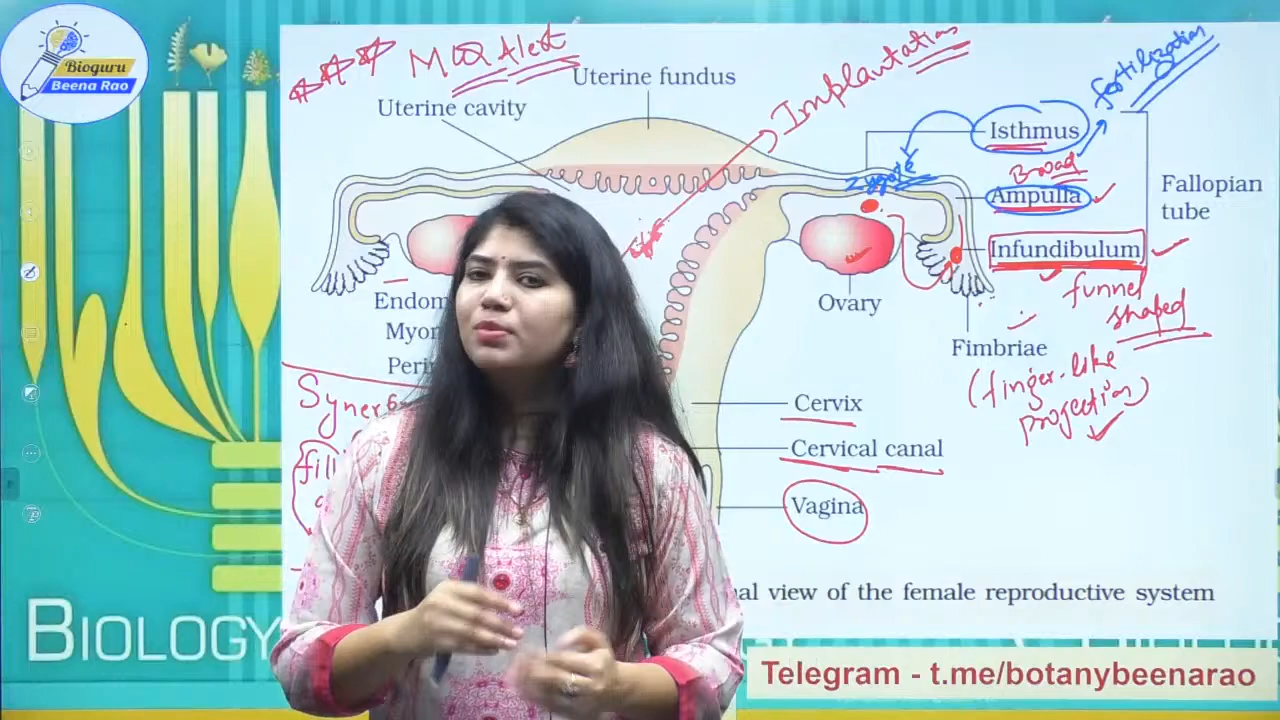 Bioguru
Beena Rao
MCQ Alert
Implantation
fertilization
Uterine fundus
Uterine cavity
Isthmus
Broad
Zygote
Ampulla
Fallopian
tube
Infundibulum
funnel
shaped
Ovary
Fimbriae
(finger-like
projection)
Endom
Myon
Peri
Syner
Cervix
Cervical canal
Vagina
al view of the female reproductive system
BIOLOGY
Telegram - t.me/botanybeenarao